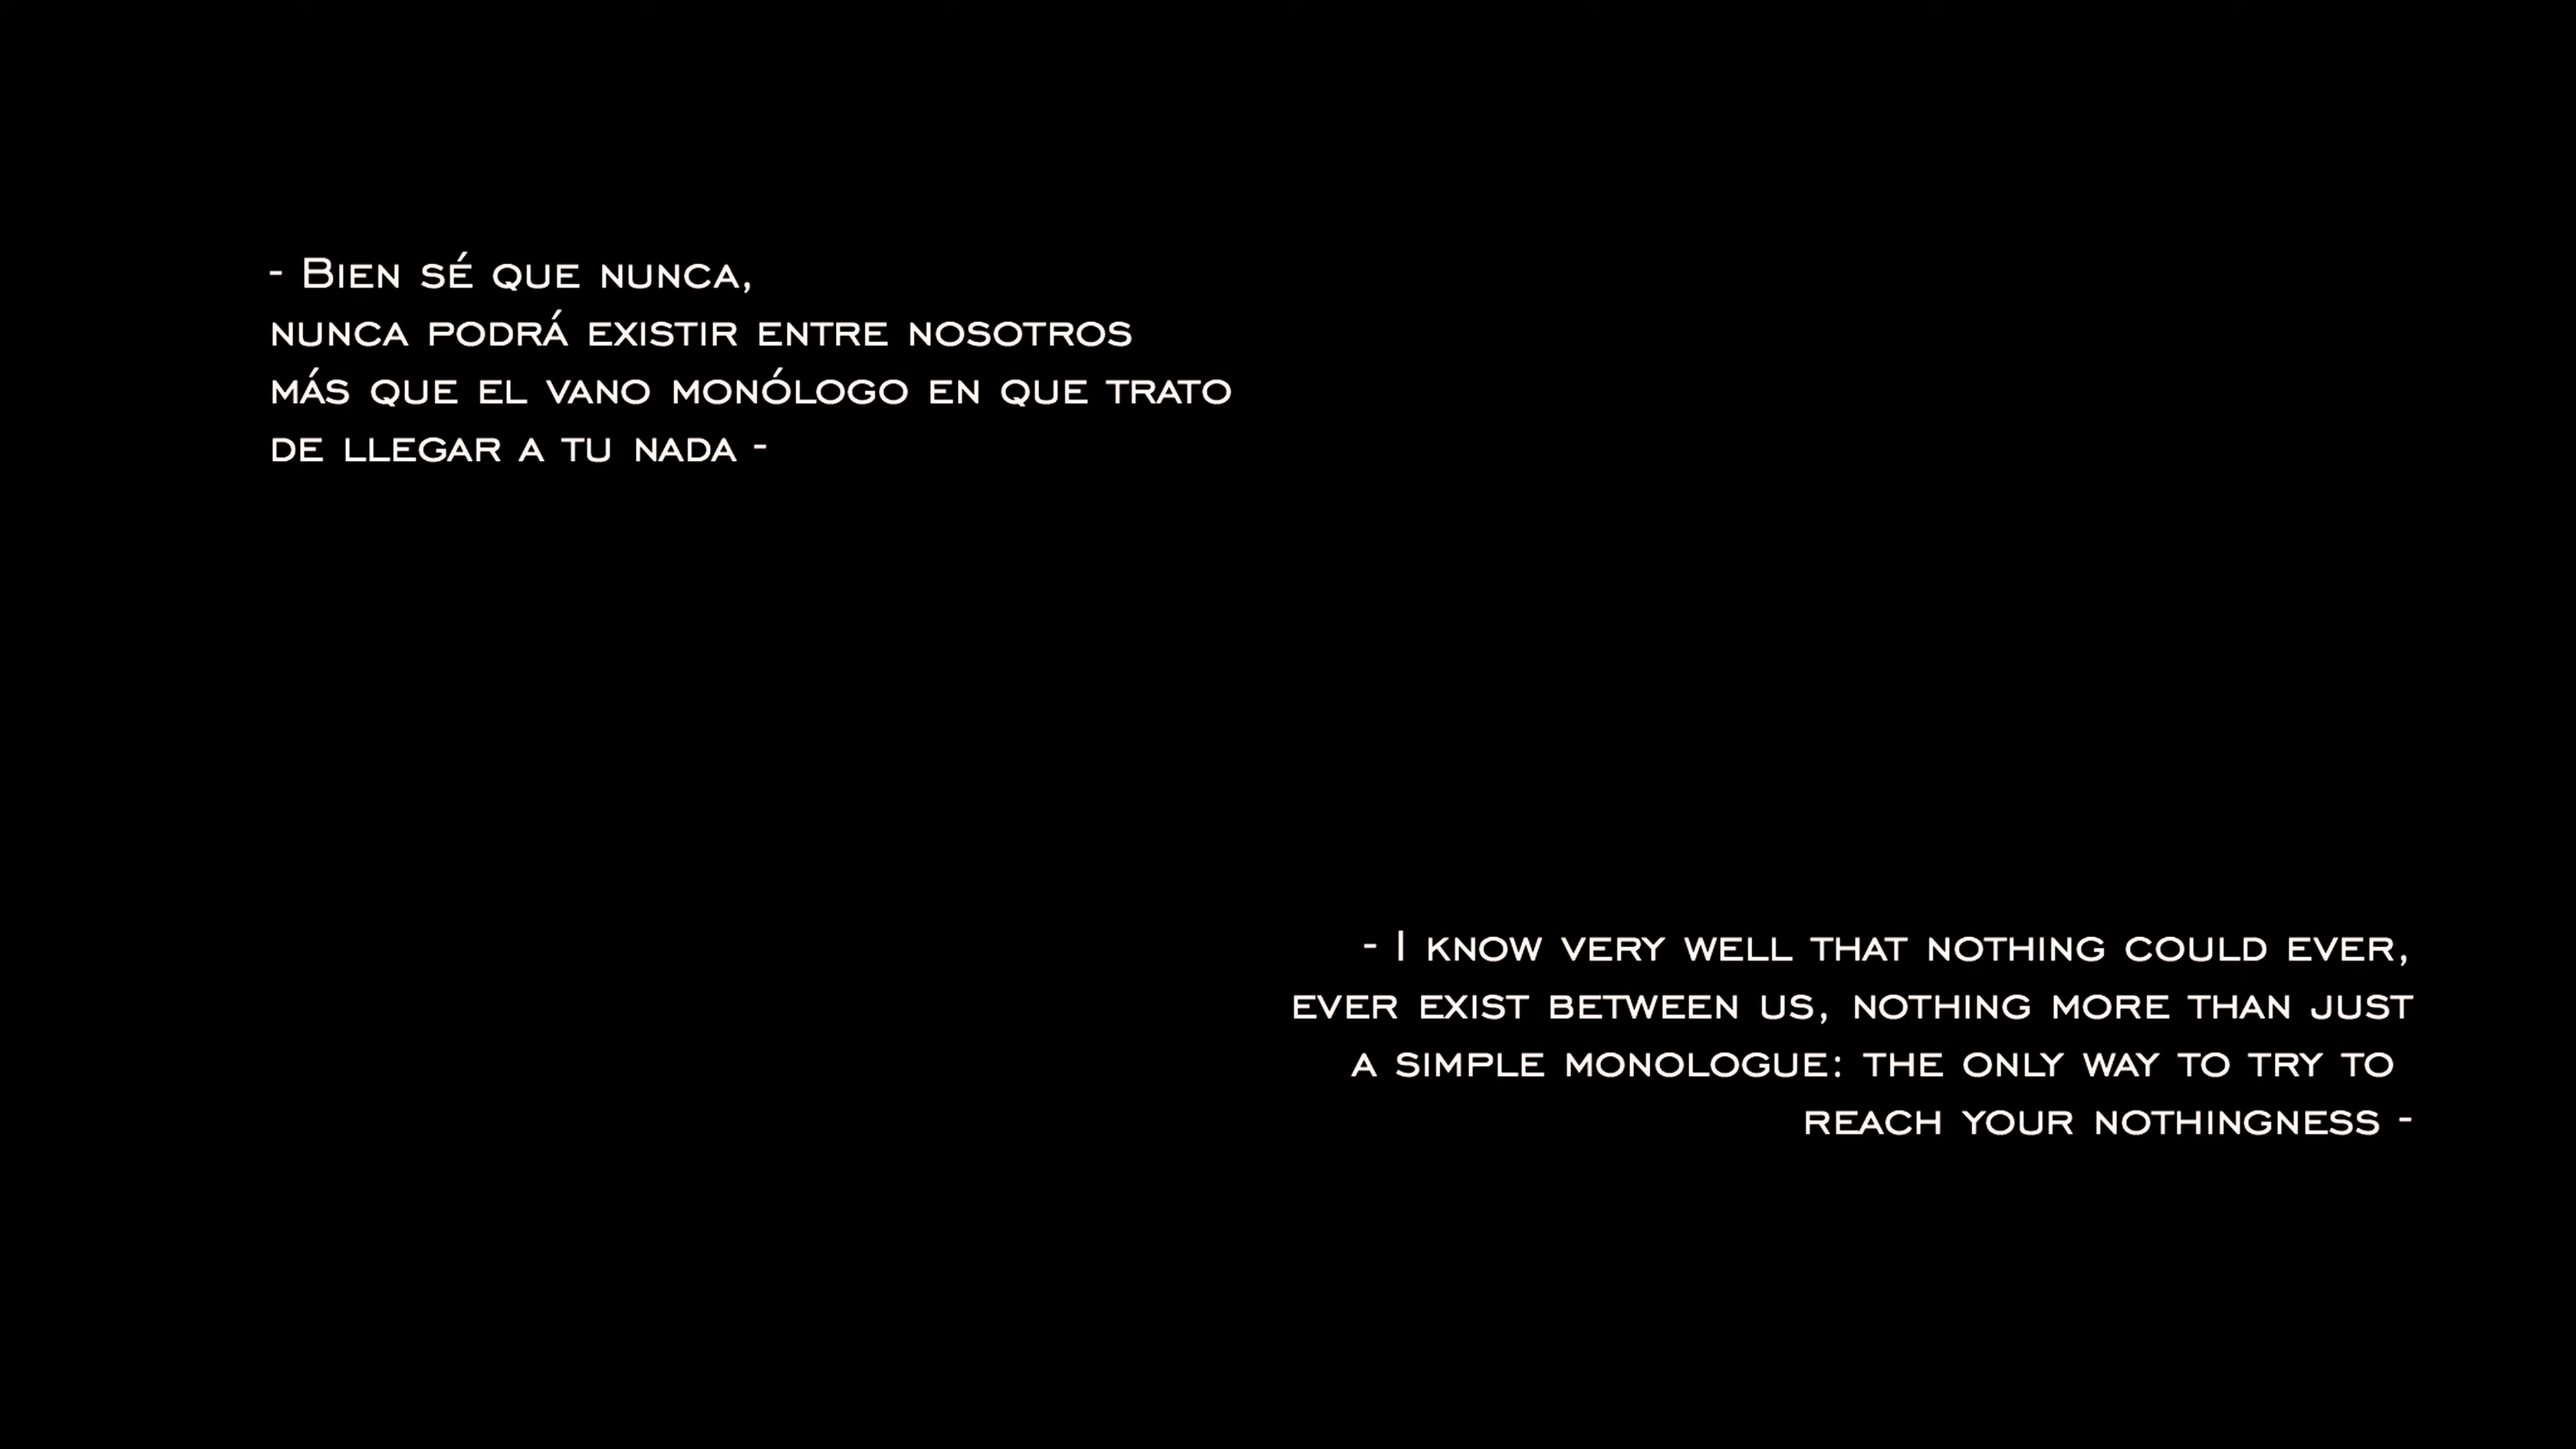 - Bien sé que nunca,
nunca podrá existir entre nosotros
más que el vano monólogo en que trato
de llegar a tu nada -
- I know very well that nothing could ever,
ever exist between us, nothing more than just
a simple monologue: the only way to try to
reach your nothingness -